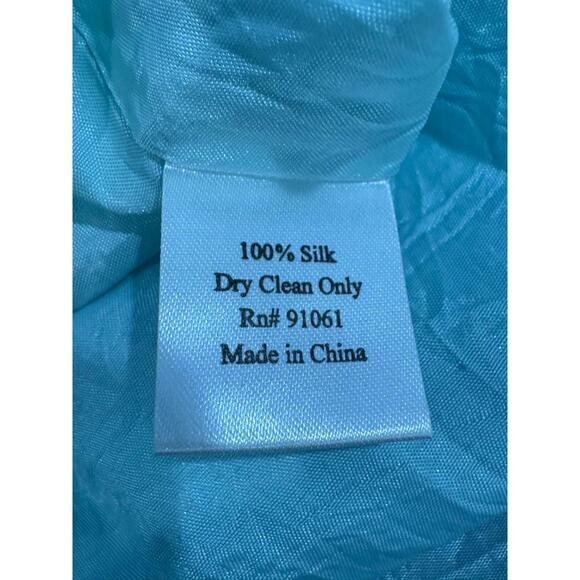 100% Silk
Dry Clean Only
Rn# 91061
Made in China